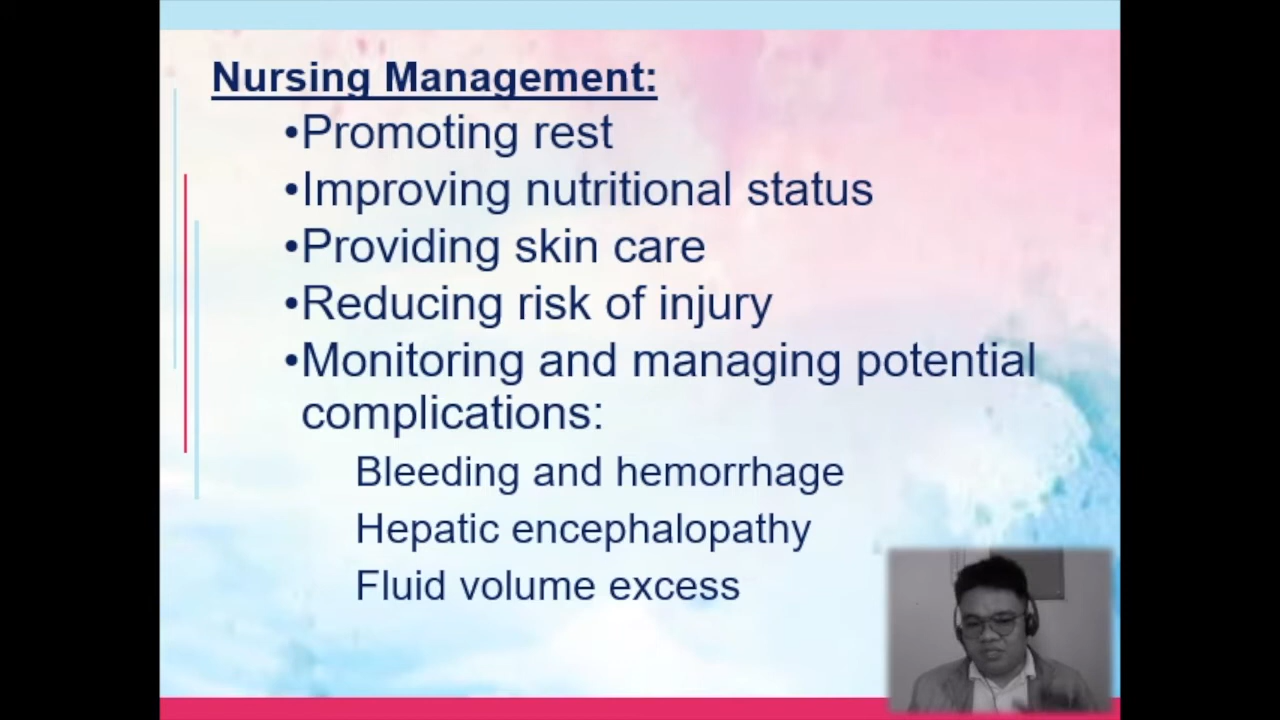 Nursing Management:
•Promoting rest
•Improving nutritional status
•Providing skin care
•Reducing risk of injury
•Monitoring and managing potential
complications:
Bleeding and hemorrhage
Hepatic encephalopathy
Fluid volume excess